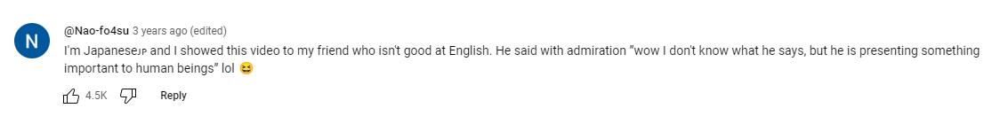 N
@Nao-fo4su 3 years ago (edited)
I'm Japanese🇯🇵 and I showed this video to my friend who isn't good at English. He said with admiration "wow I don't know what he says, but he is presenting something
important to human beings" lol 😆
4.5K Reply